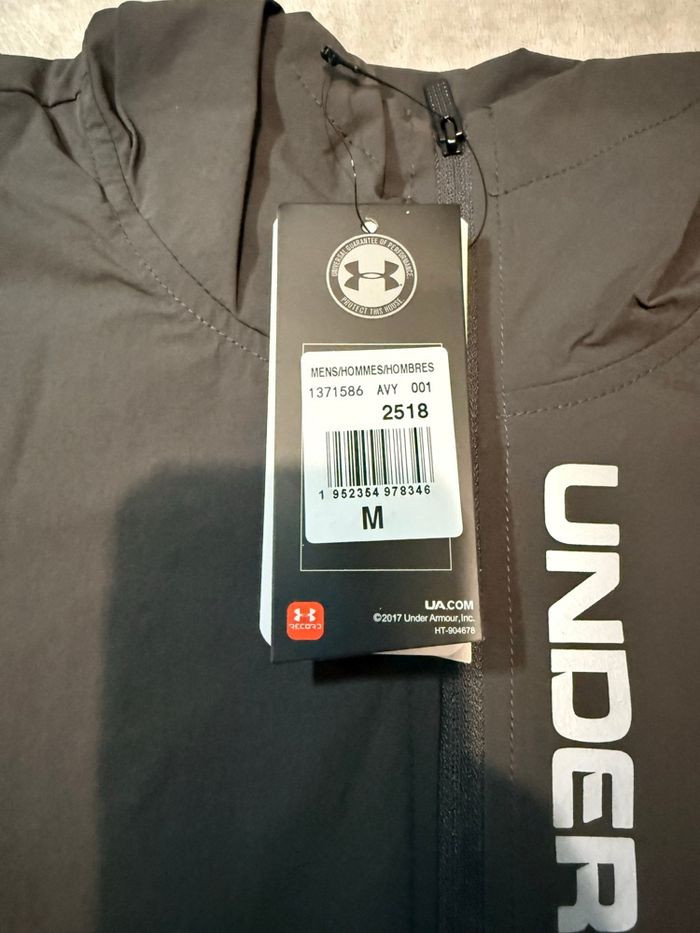 UNIVERSAL GUARANTEE OF PERFORMANCE
PROTECT THIS HOUSE
MENS/HOMMES/HOMBRES
1371586 AVY 001
2518
1 952354 978346
M
RECORD
UA.COM
©2017 Under Armour, Inc.
HT-904678
UNDER